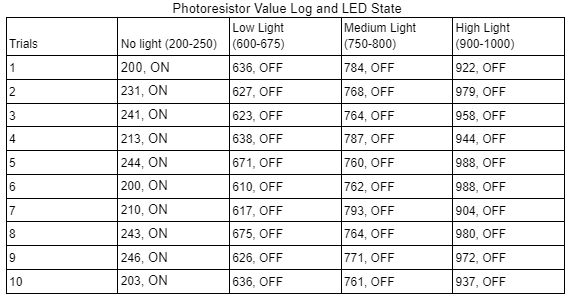 Photoresistor Value Log and LED State
Trials No light (200-250) Low Light (600-675) Medium Light (750-800) High Light (900-1000)
1 200, ON 636, OFF 784, OFF 922, OFF
2 231, ON 627, OFF 768, OFF 979, OFF
3 241, ON 623, OFF 764, OFF 958, OFF
4 213, ON 638, OFF 787, OFF 944, OFF
5 244, ON 671, OFF 760, OFF 988, OFF
6 200, ON 610, OFF 762, OFF 988, OFF
7 210, ON 617, OFF 793, OFF 904, OFF
8 243, ON 675, OFF 764, OFF 980, OFF
9 246, ON 626, OFF 771, OFF 972, OFF
10 203, ON 636, OFF 761, OFF 937, OFF